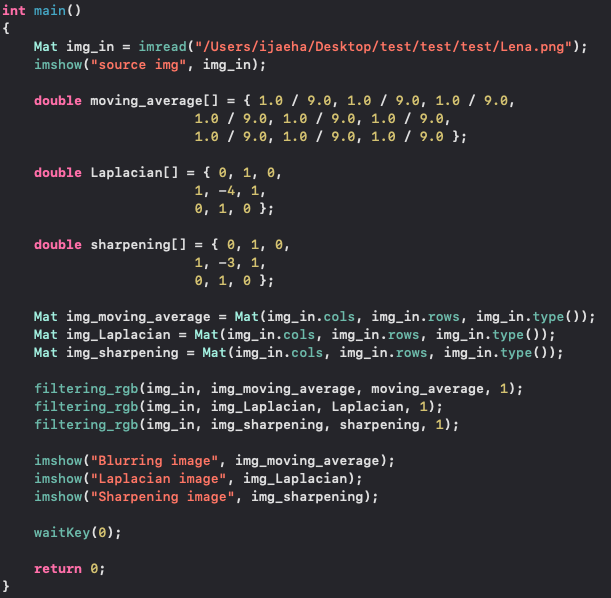 int main()
{
    Mat img_in = imread("/Users/ijaeha/Desktop/test/test/test/Lena.png");
    imshow("source img", img_in);

    double moving_average[] = { 1.0 / 9.0, 1.0 / 9.0, 1.0 / 9.0,
                        1.0 / 9.0, 1.0 / 9.0, 1.0 / 9.0,
                        1.0 / 9.0, 1.0 / 9.0, 1.0 / 9.0 };

    double Laplacian[] = { 0, 1, 0,
                        1, -4, 1,
                        0, 1, 0 };

    double sharpening[] = { 0, 1, 0,
                        1, -3, 1,
                        0, 1, 0 };

    Mat img_moving_average = Mat(img_in.cols, img_in.rows, img_in.type());
    Mat img_Laplacian = Mat(img_in.cols, img_in.rows, img_in.type());
    Mat img_sharpening = Mat(img_in.cols, img_in.rows, img_in.type());

    filtering_rgb(img_in, img_moving_average, moving_average, 1);
    filtering_rgb(img_in, img_Laplacian, Laplacian, 1);
    filtering_rgb(img_in, img_sharpening, sharpening, 1);

    imshow("Blurring image", img_moving_average);
    imshow("Laplacian image", img_Laplacian);
    imshow("Sharpening image", img_sharpening);

    waitKey(0);

    return 0;
}